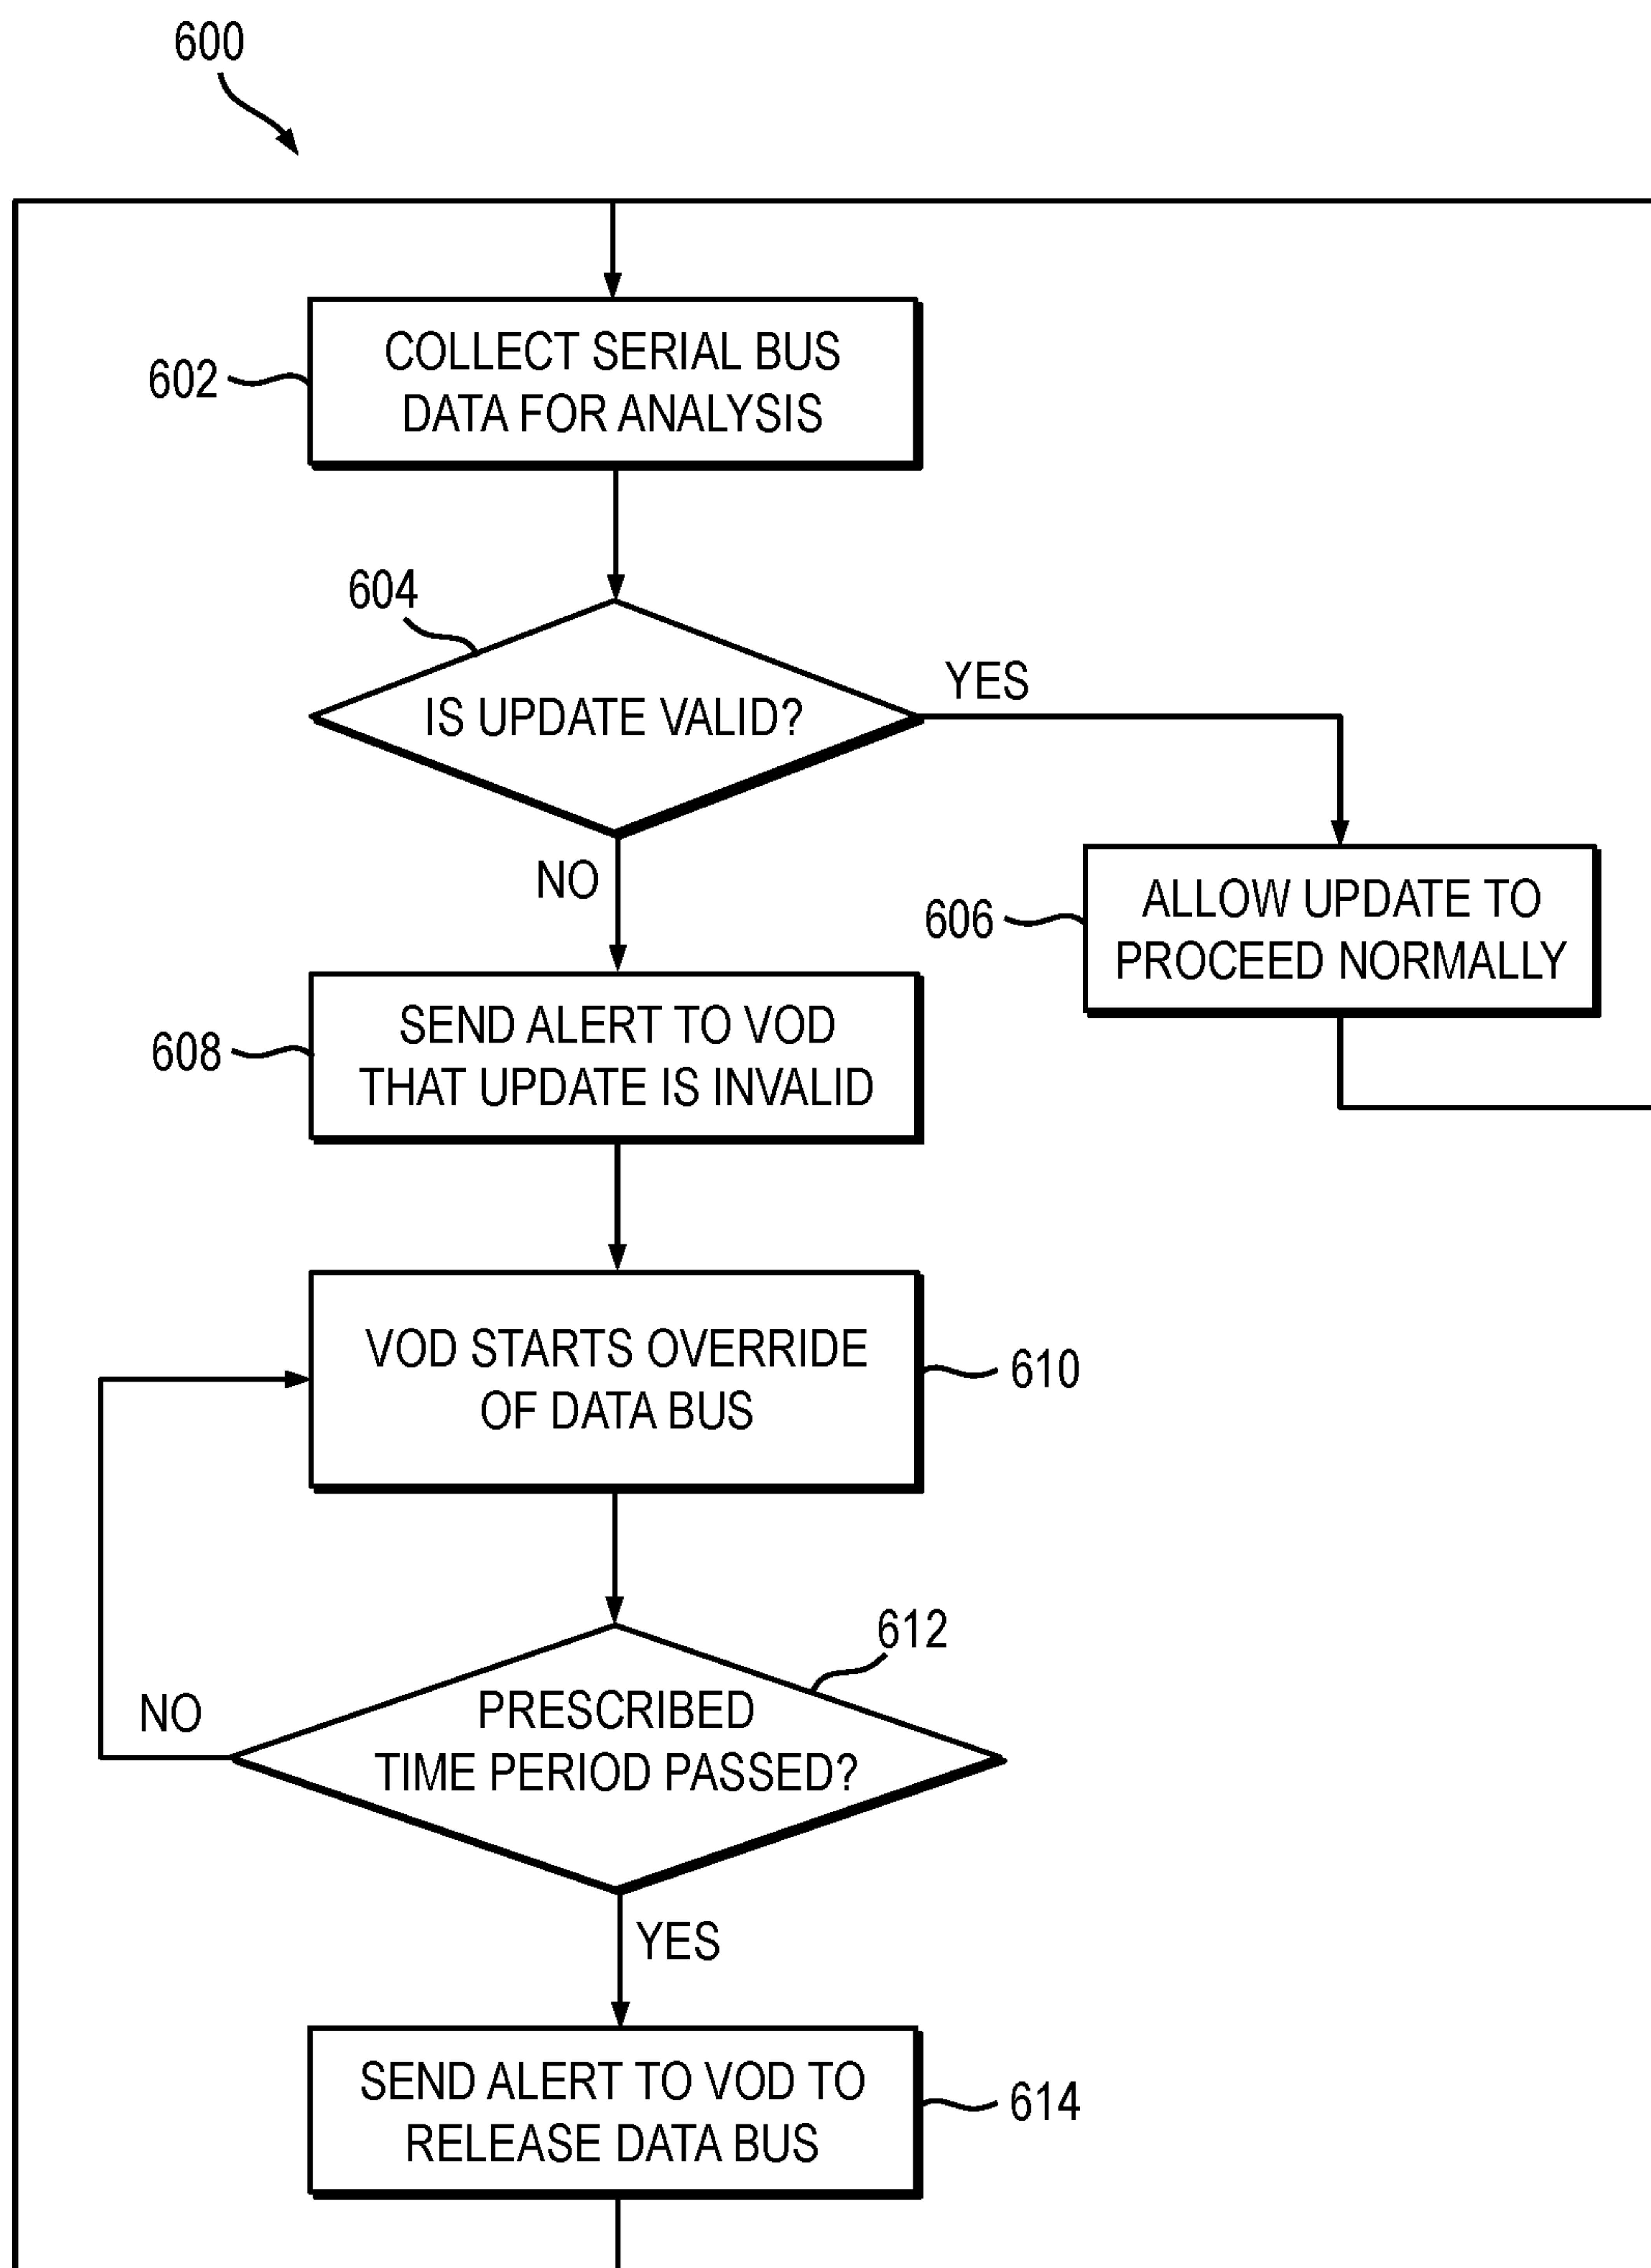 600
602
COLLECT SERIAL BUS
DATA FOR ANALYSIS
604
IS UPDATE VALID?
YES
NO
606
ALLOW UPDATE TO
PROCEED NORMALLY
608
SEND ALERT TO VOD
THAT UPDATE IS INVALID
VOD STARTS OVERRIDE
OF DATA BUS
610
612
PRESCRIBED
TIME PERIOD PASSED?
NO
YES
SEND ALERT TO VOD TO
RELEASE DATA BUS
614